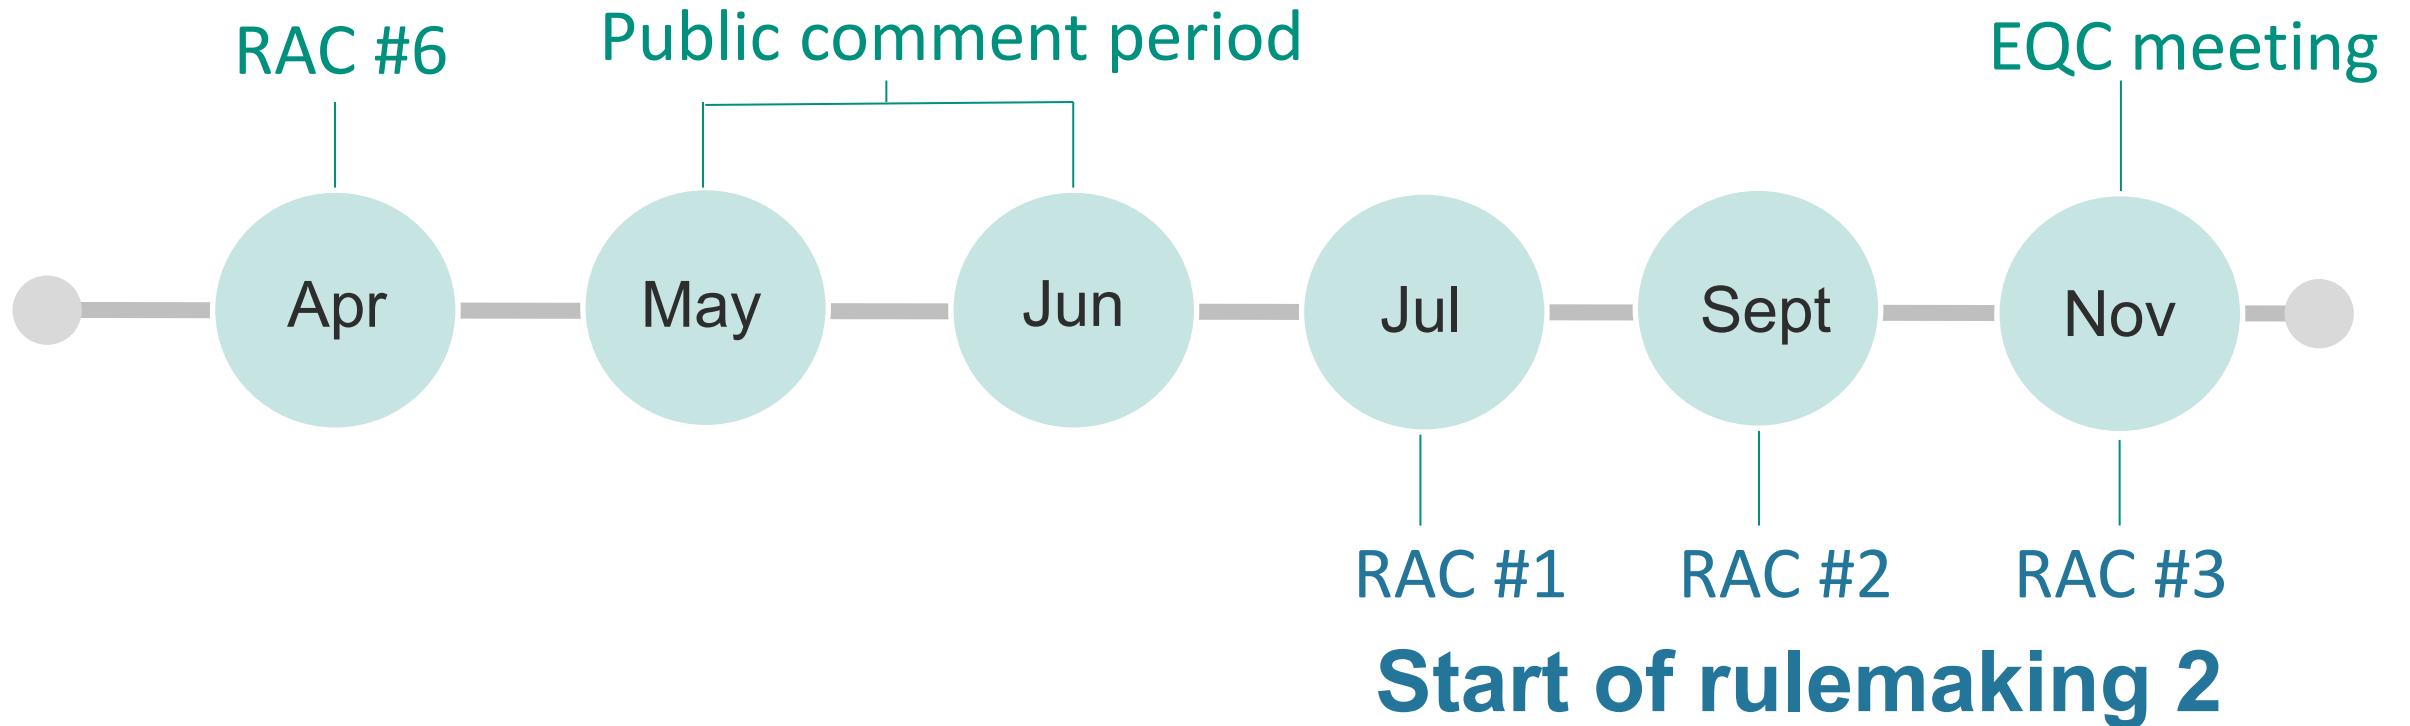 RAC #6
Public comment period
EQC meeting
Apr
May
Jun
Jul
Sept
Nov
RAC #1
RAC #2
RAC #3
Start of rulemaking 2